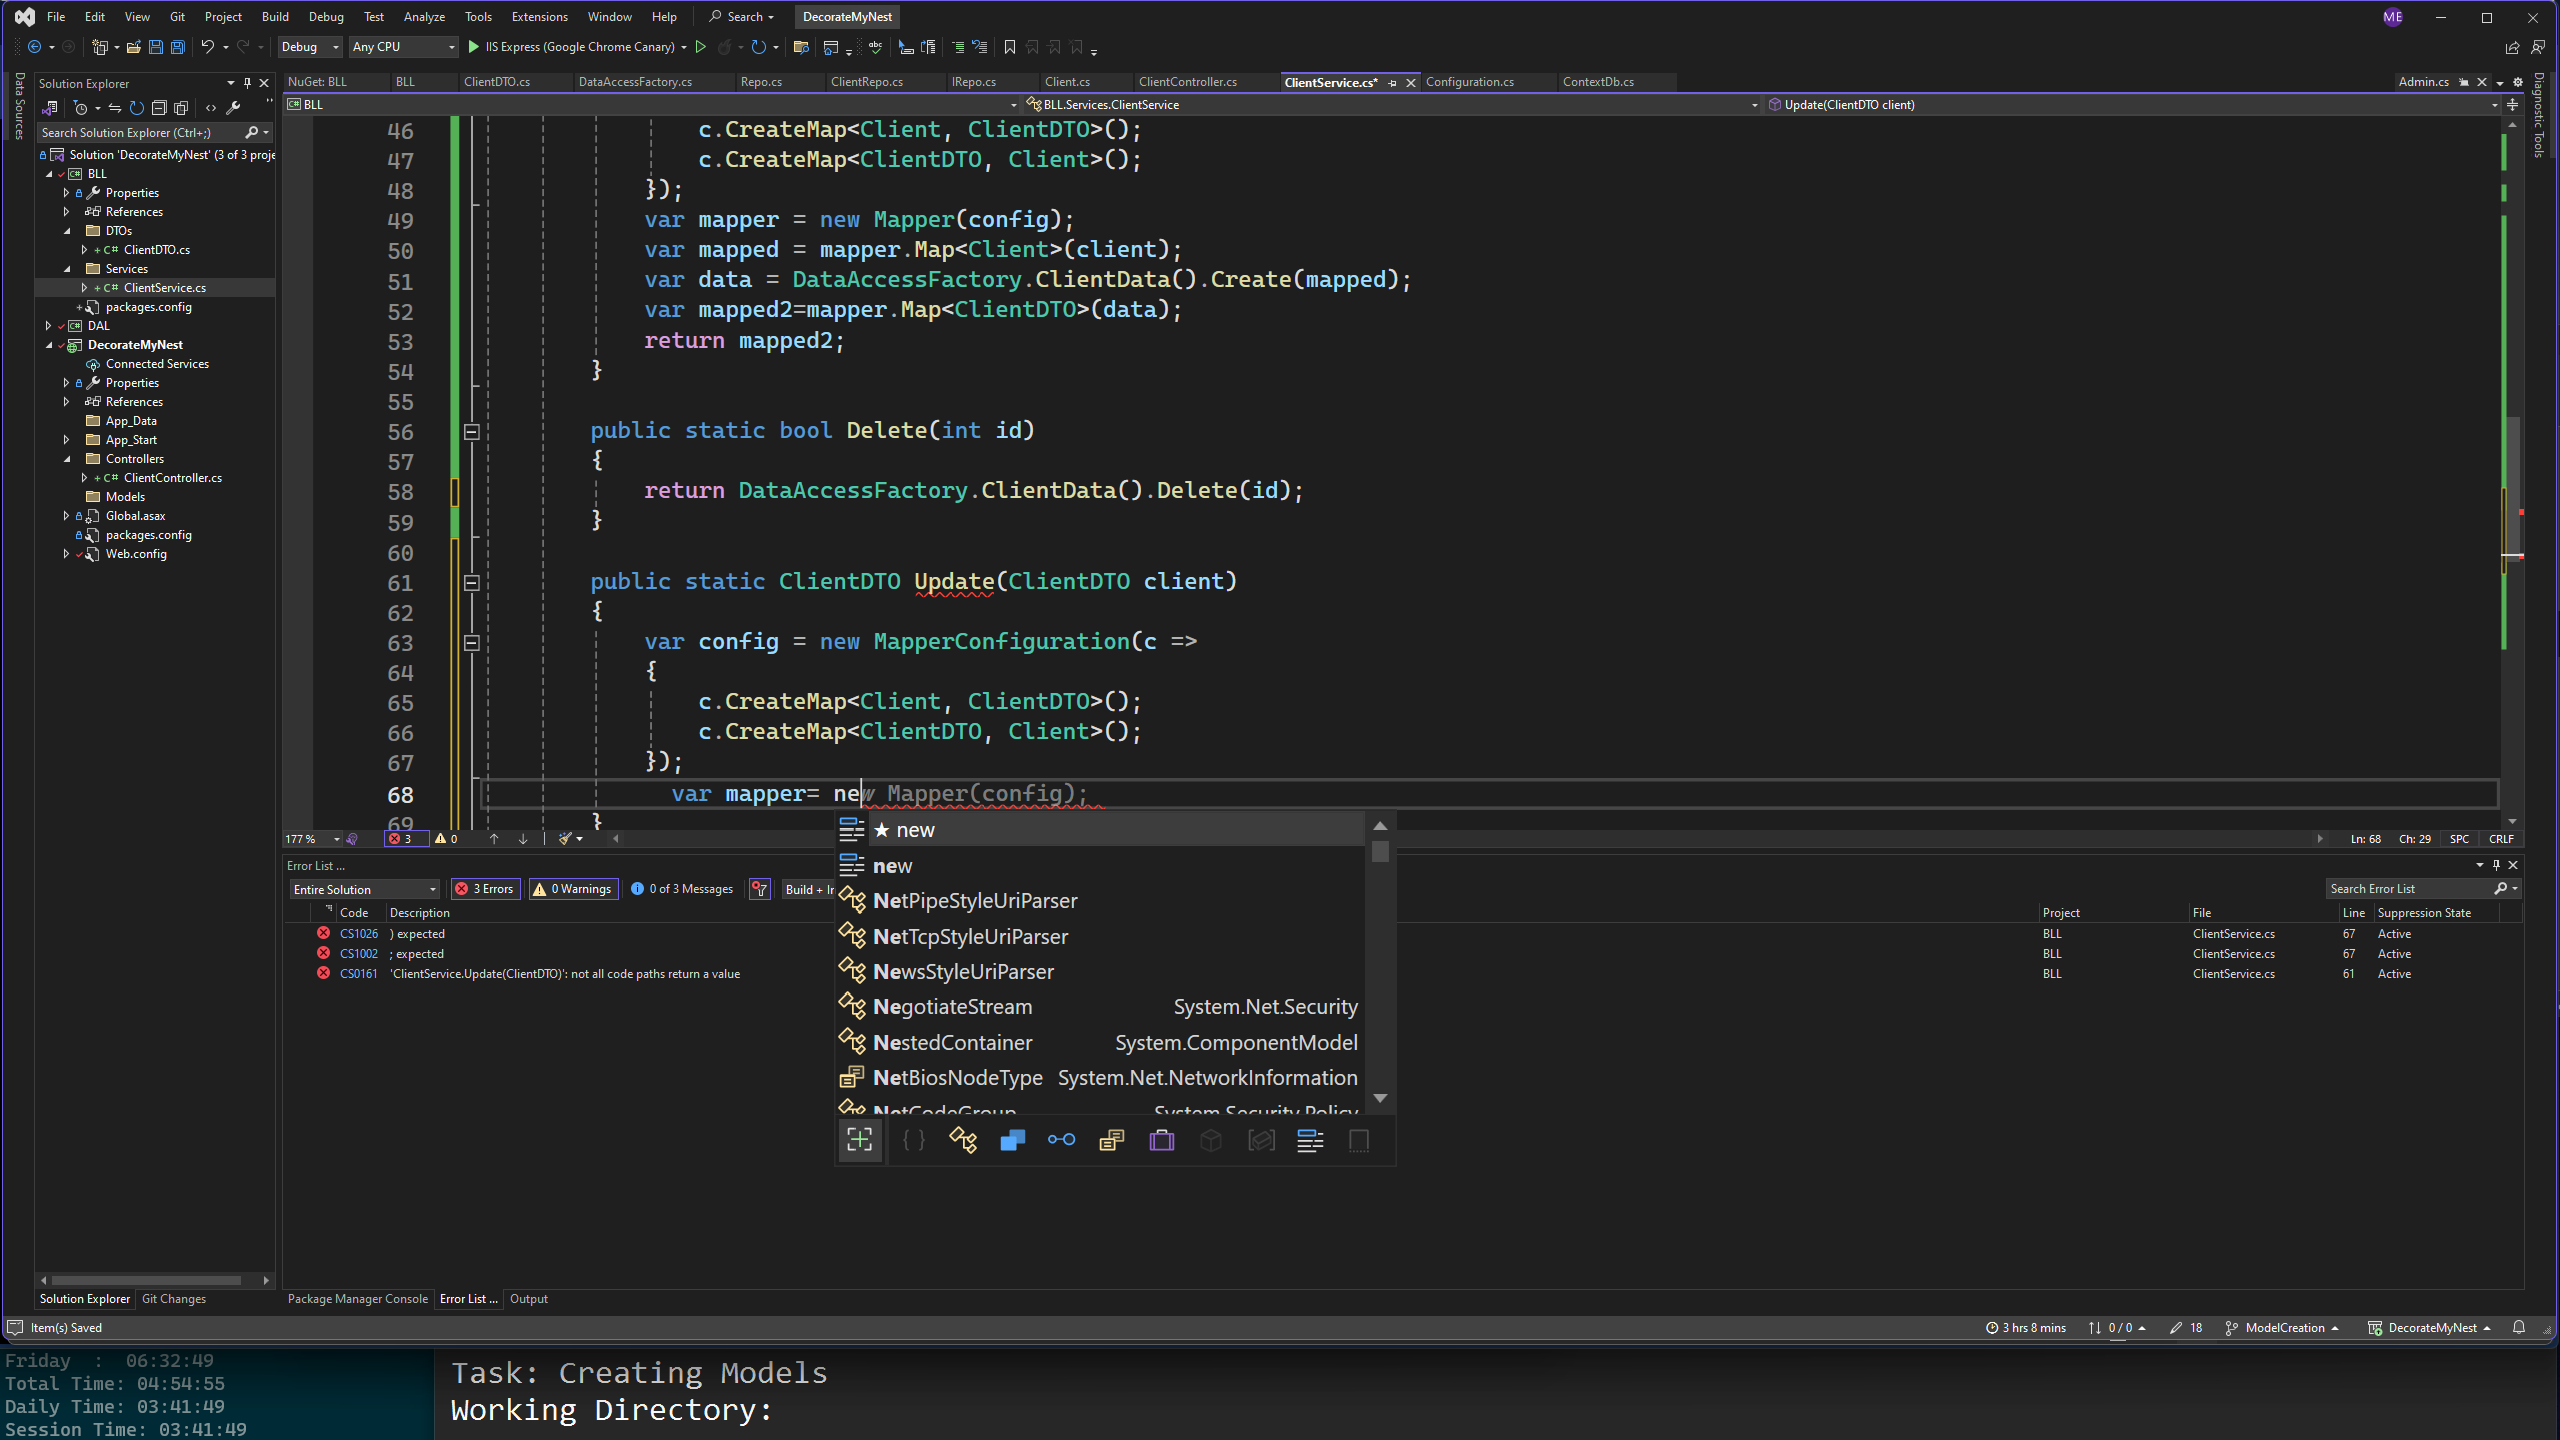 File Edit View Git Project Build Debug Test Analyze Tools Extensions Window Help Search DecorateMyNest ME
Debug Any CPU IIS Express (Google Chrome Canary)
Data Sources
Solution Explorer
Search Solution Explorer (Ctrl+;)
Solution 'DecorateMyNest' (3 of 3 proje
BLL
Properties
References
DTOs
C# ClientDTO.cs
Services
C# ClientService.cs
packages.config
DAL
DecorateMyNest
Connected Services
Properties
References
App_Data
App_Start
Controllers
C# ClientController.cs
Models
Global.asax
packages.config
Web.config
Solution Explorer Git Changes
NuGet: BLL BLL ClientDTO.cs DataAccessFactory.cs Repo.cs ClientRepo.cs IRepo.cs Client.cs ClientController.cs ClientService.cs* Configuration.cs ContextDb.cs Admin.cs
BLL BLL.Services.ClientService Update(ClientDTO client)
Diagnostic Tools
46 c.CreateMap<Client, ClientDTO>();
47 c.CreateMap<ClientDTO, Client>();
48 });
49 var mapper = new Mapper(config);
50 var mapped = mapper.Map<Client>(client);
51 var data = DataAccessFactory.ClientData().Create(mapped);
52 var mapped2=mapper.Map<ClientDTO>(data);
53 return mapped2;
54 }
55
56 public static bool Delete(int id)
57 {
58 return DataAccessFactory.ClientData().Delete(id);
59 }
60
61 public static ClientDTO Update(ClientDTO client)
62 {
63 var config = new MapperConfiguration(c =>
64 {
65 c.CreateMap<Client, ClientDTO>();
66 c.CreateMap<ClientDTO, Client>();
67 });
68 var mapper= new Mapper(config);
69 }
177 % 3 0 Ln: 68 Ch: 29 SPC CRLF
★ new
new
NetPipeStyleUriParser
NetTcpStyleUriParser
NewsStyleUriParser
NegotiateStream System.Net.Security
NestedContainer System.ComponentModel
NetBiosNodeType System.Net.NetworkInformation
NetCodeGroup System.Security.Policy
Error List ...
Entire Solution 3 Errors 0 Warnings 0 of 3 Messages Build + In Search Error List
Code Description Project File Line Suppression State
CS1026 ) expected BLL ClientService.cs 67 Active
CS1002 ; expected BLL ClientService.cs 67 Active
CS0161 'ClientService.Update(ClientDTO)': not all code paths return a value BLL ClientService.cs 61 Active
Package Manager Console Error List ... Output
Item(s) Saved 3 hrs 8 mins 0 / 0 18 ModelCreation DecorateMyNest
Friday : 06:32:49
Total Time: 04:54:55
Daily Time: 03:41:49
Session Time: 03:41:49
Task: Creating Models
Working Directory: